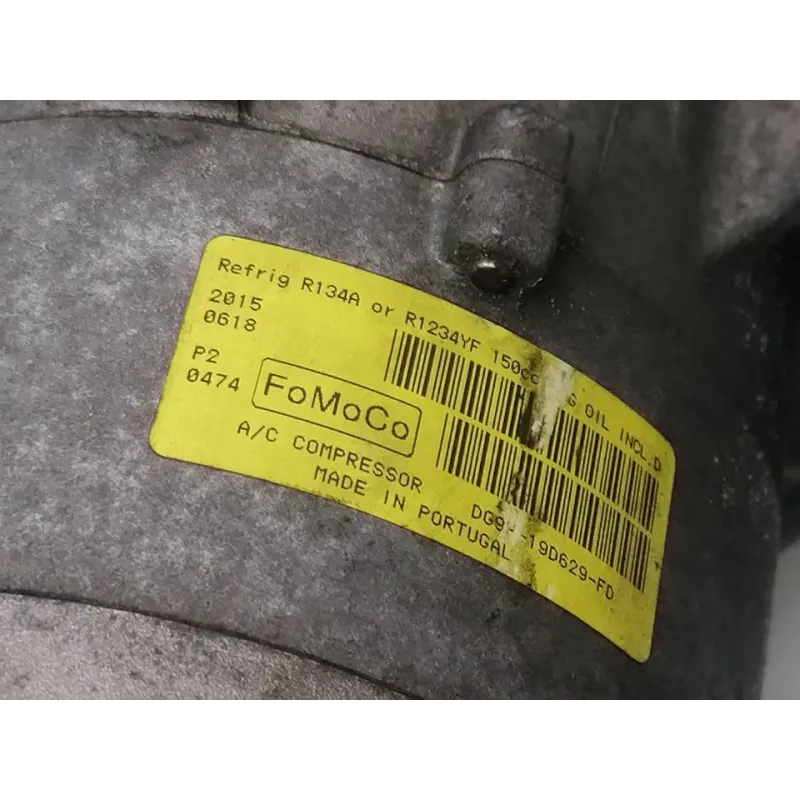 Refrig R134A or R1234YF 150cc OIL INCL.D
2015
0618
P2
0474
FoMoCo
A/C COMPRESSOR
MADE IN PORTUGAL
-19D629-FD